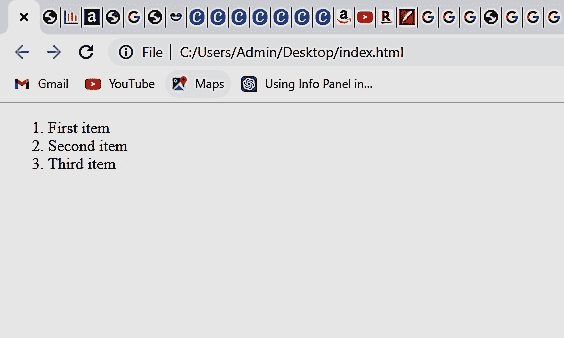 File C:/Users/Admin/Desktop/index.html
Gmail YouTube Maps Using Info Panel in...
1. First item
2. Second item
3. Third item